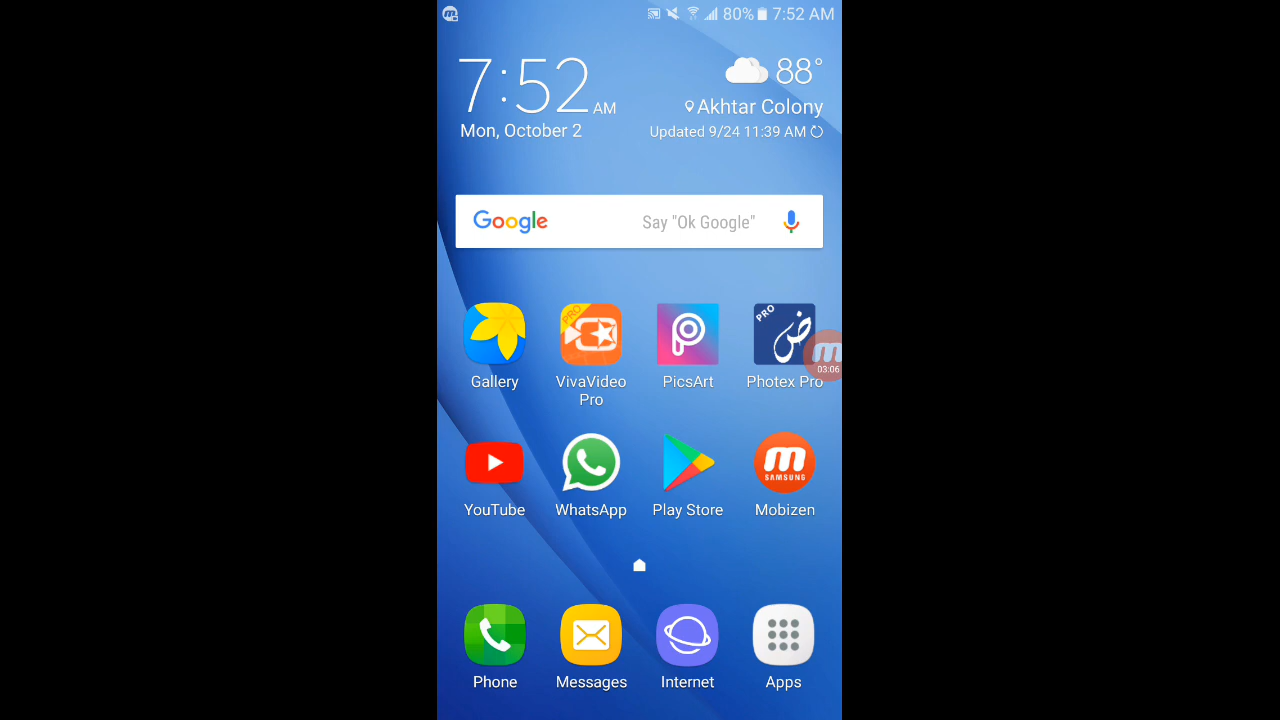 80% 7:52 AM
7:52 AM
88°
Akhtar Colony
Mon, October 2
Updated 9/24 11:39 AM
Google Say "Ok Google"
PRO
PRO
ض
03:06
Gallery VivaVideo Pro PicsArt Photex Pro
SAMSUNG
YouTube WhatsApp Play Store Mobizen
Phone Messages Internet Apps